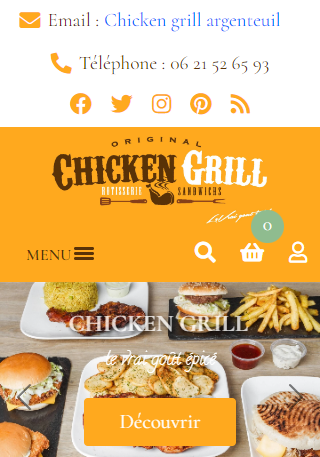 Email : Chicken grill argenteuil
Téléphone : 06 21 52 65 93
ORIGINAL
CHICKEN GRILL
ROTISSERIE SANDWICHS
0
MENU
CHICKEN GRILL
le vrai goût épicé
Découvrir